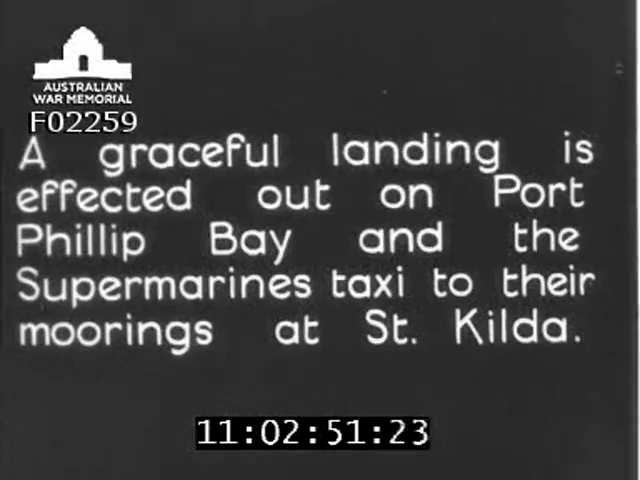 AUSTRALIAN
WAR MEMORIAL
F02259
A graceful landing is
effected out on Port
Phillip Bay and the
Supermarines taxi to their
moorings at St. Kilda.
11:02:51:23